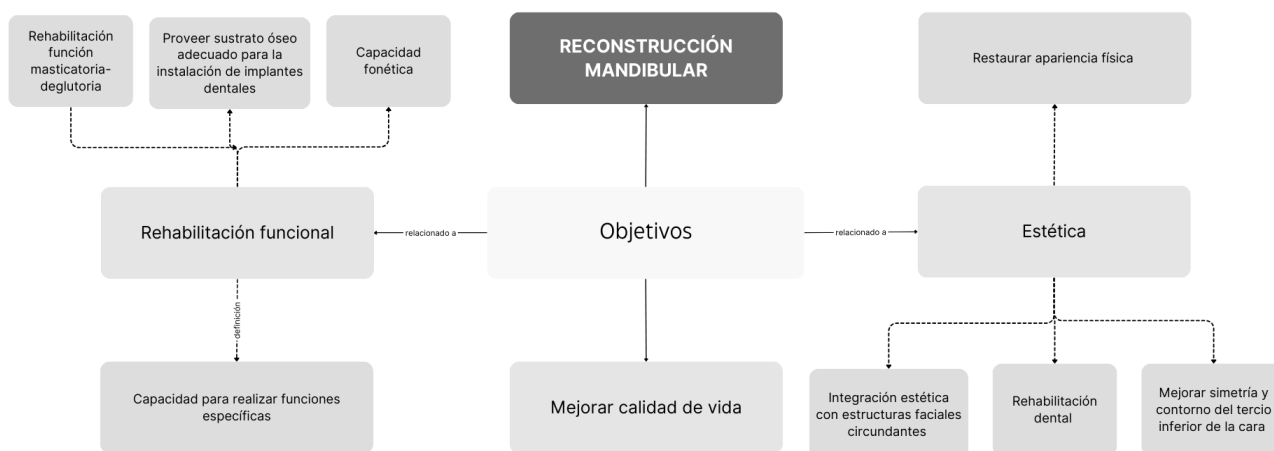 Rehabilitación
función
masticatoria-
deglutoria
Proveer sustrato óseo
adecuado para la
instalación de implantes
dentales
Capacidad
fonética
RECONSTRUCCIÓN
MANDIBULAR
Restaurar apariencia física
Rehabilitación funcional
relacionado a
Objetivos
relacionado a
Estética
definición
Capacidad para realizar funciones
específicas
Mejorar calidad de vida
Integración estética
con estructuras faciales
circundantes
Rehabilitación
dental
Mejorar simetría y
contorno del tercio
inferior de la cara